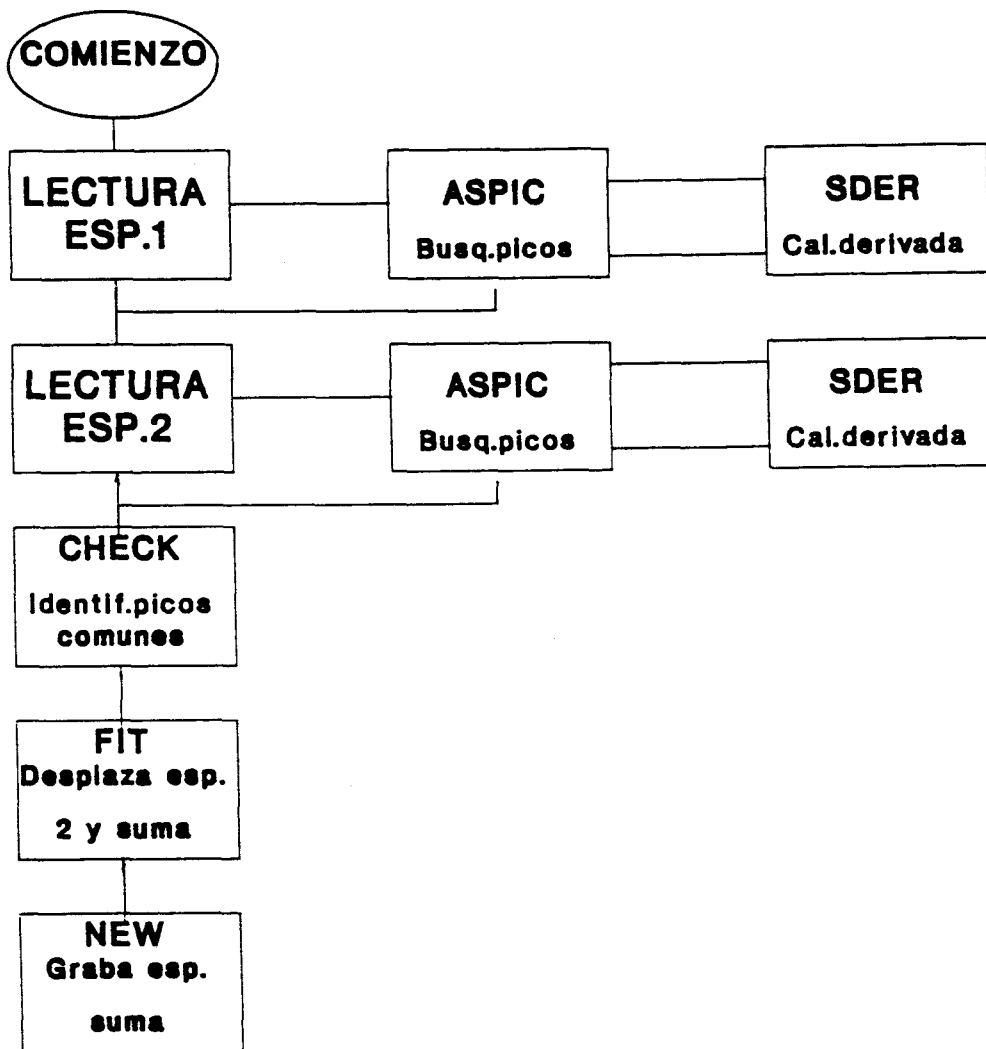 COMIENZO
LECTURA
ESP.1
ASPIC
Busq.picos
SDER
Cal.derivada
LECTURA
ESP.2
ASPIC
Busq.picos
SDER
Cal.derivada
CHECK
Identif.picos
comunes
FIT
Desplaza esp.
2 y suma
NEW
Graba esp.
suma